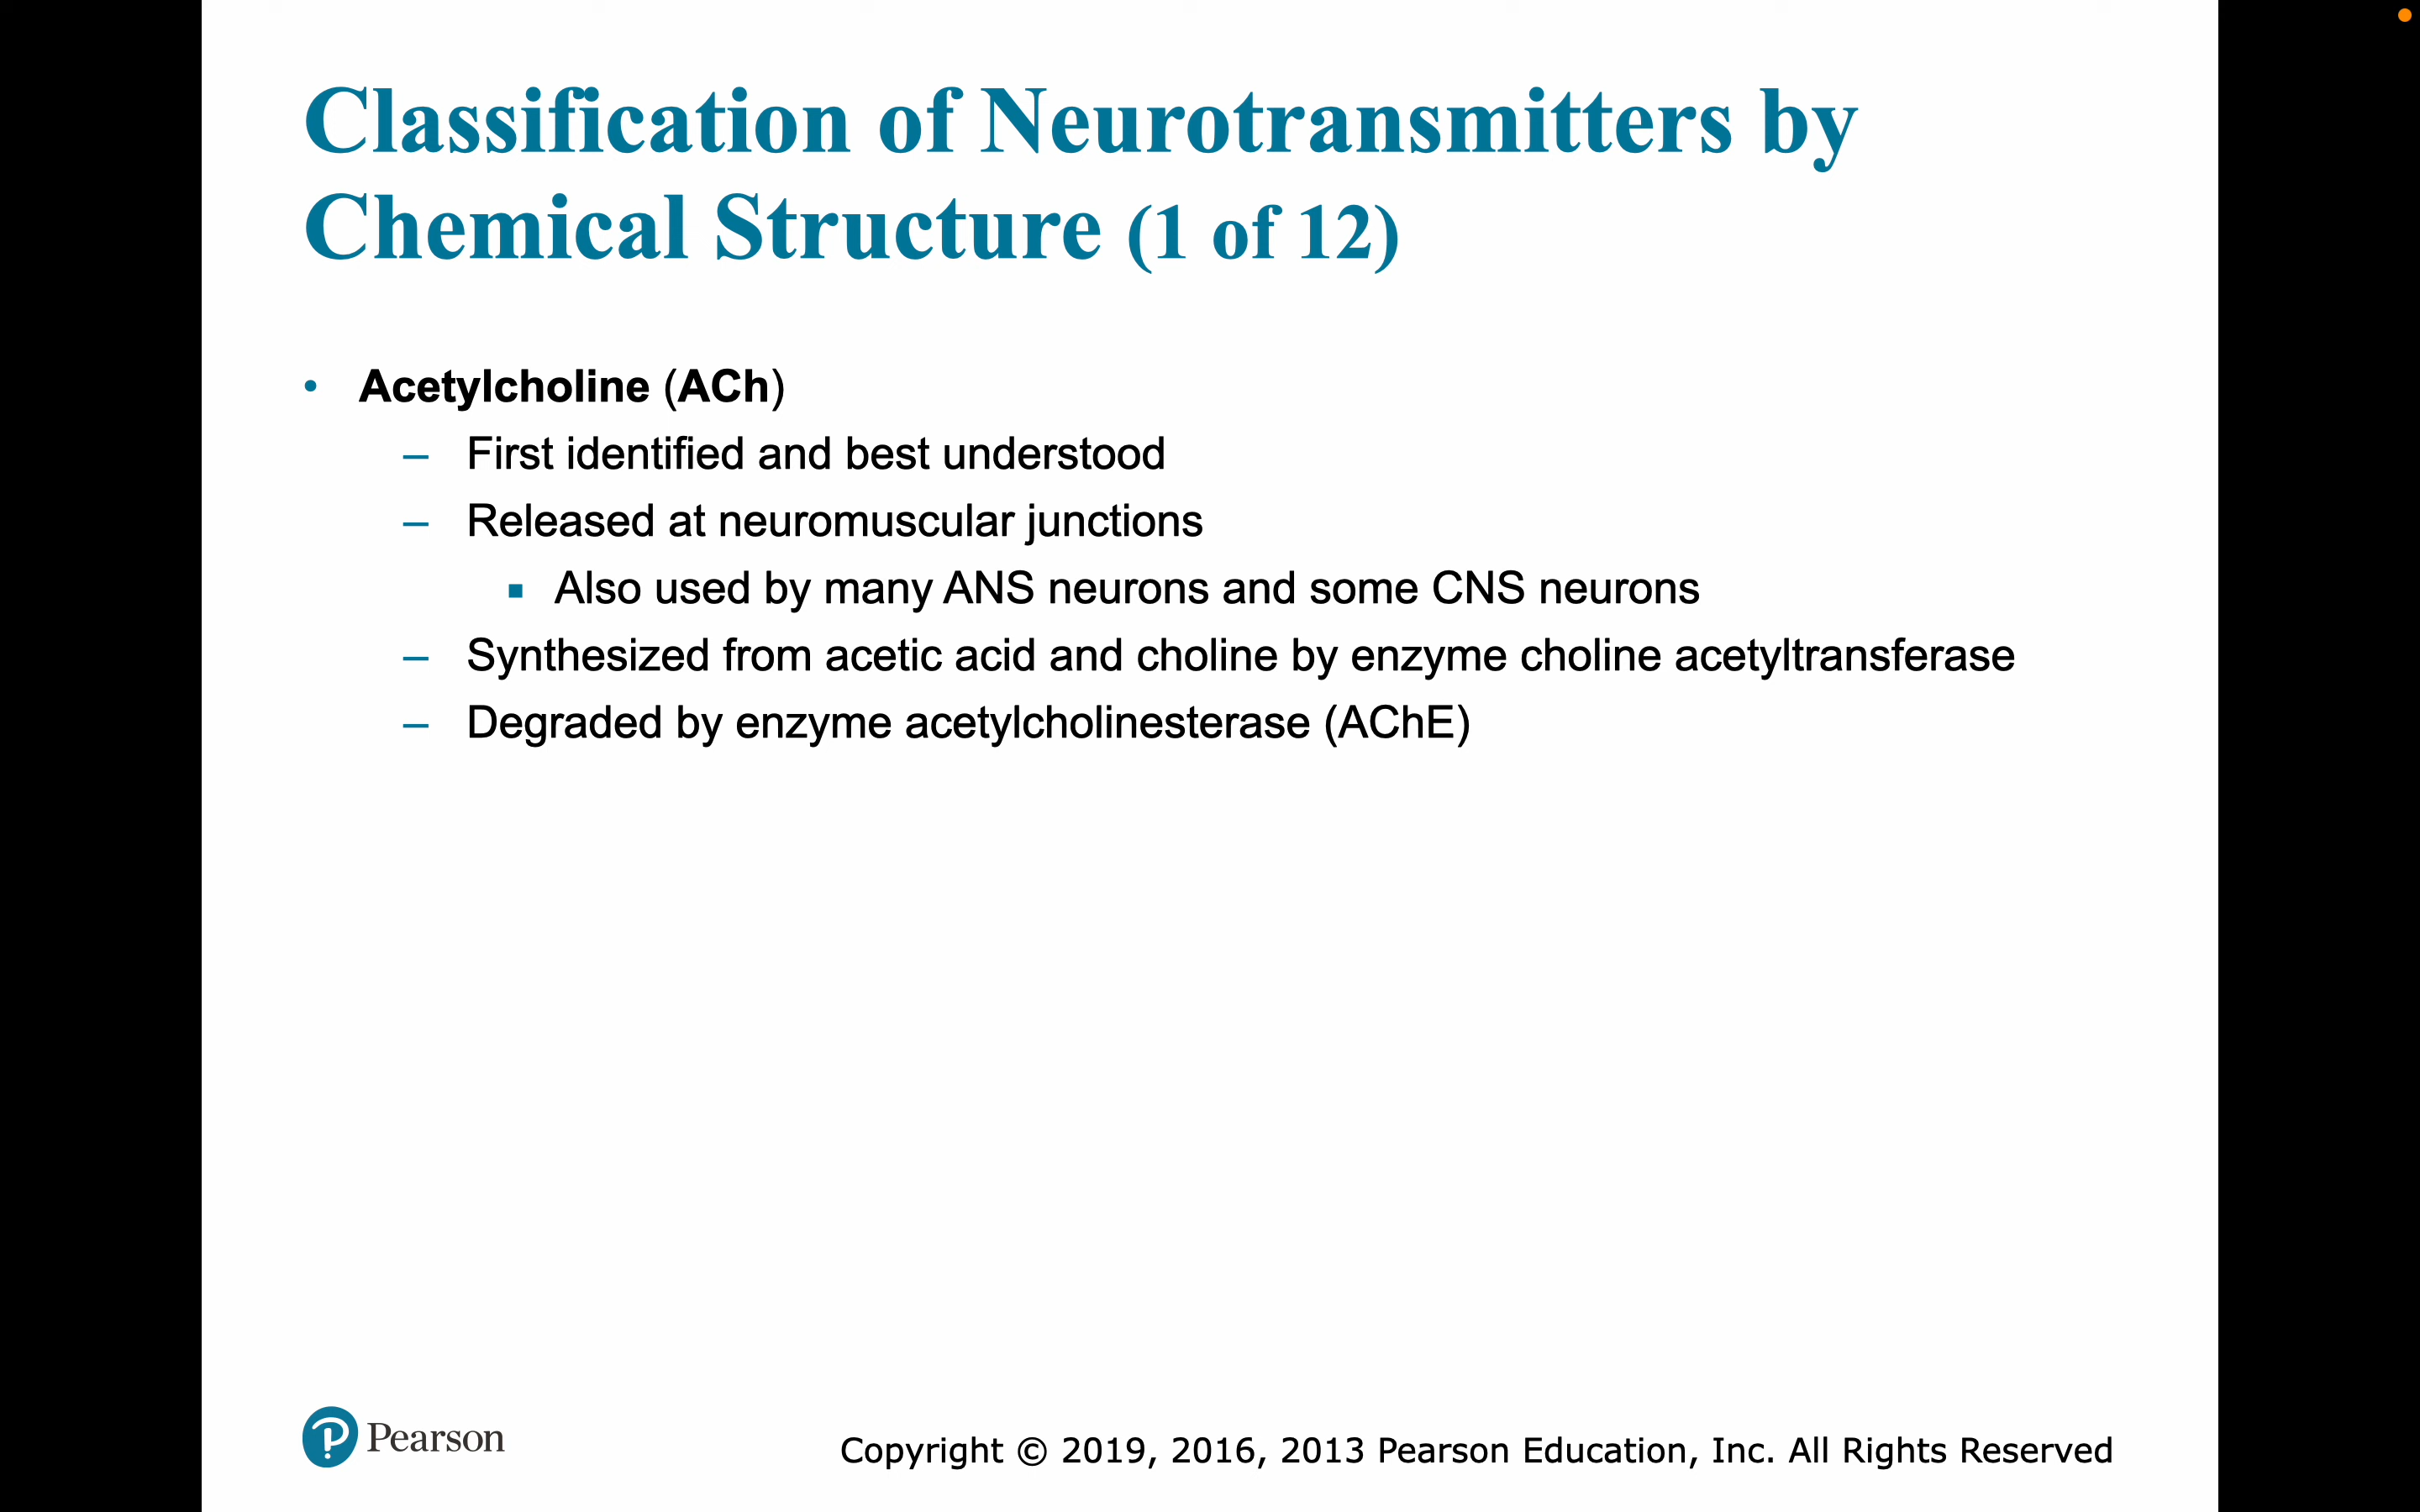 Classification of Neurotransmitters by
Chemical Structure (1 of 12)
• Acetylcholine (ACh)
– First identified and best understood
– Released at neuromuscular junctions
▪ Also used by many ANS neurons and some CNS neurons
– Synthesized from acetic acid and choline by enzyme choline acetyltransferase
– Degraded by enzyme acetylcholinesterase (AChE)
Pearson
Copyright © 2019, 2016, 2013 Pearson Education, Inc. All Rights Reserved